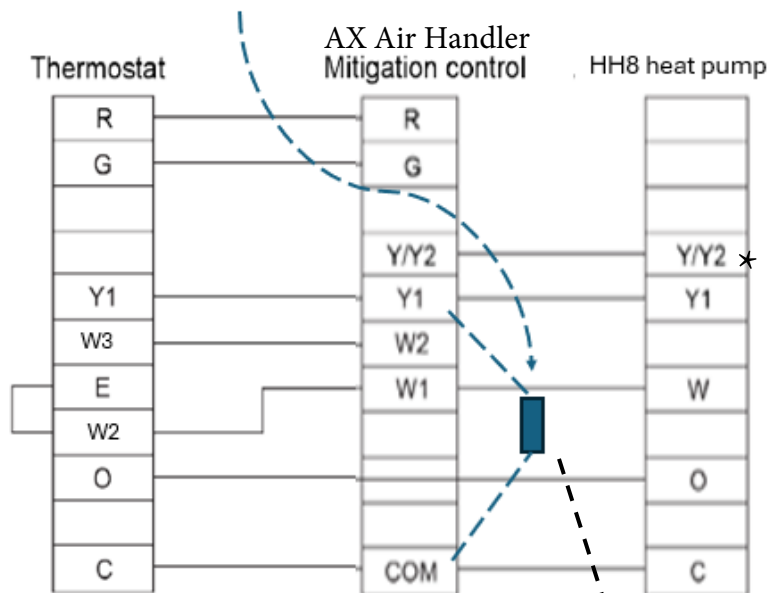 AX Air Handler
Thermostat Mitigation control HH8 heat pump
R R
G G
Y/Y2 Y/Y2 *
Y1 Y1 Y1
W3 W2
E W1 W
W2
O O
C COM C